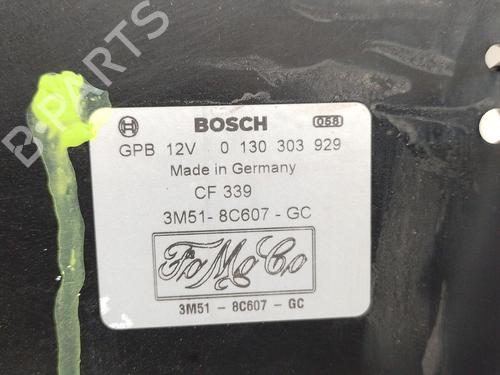 B-PARTS
BOSCH 058
GPB 12V 0 130 303 929
Made in Germany
CF 339
3M51- 8C607 - GC
FoMoCo
3M51 - 8C607 - GC